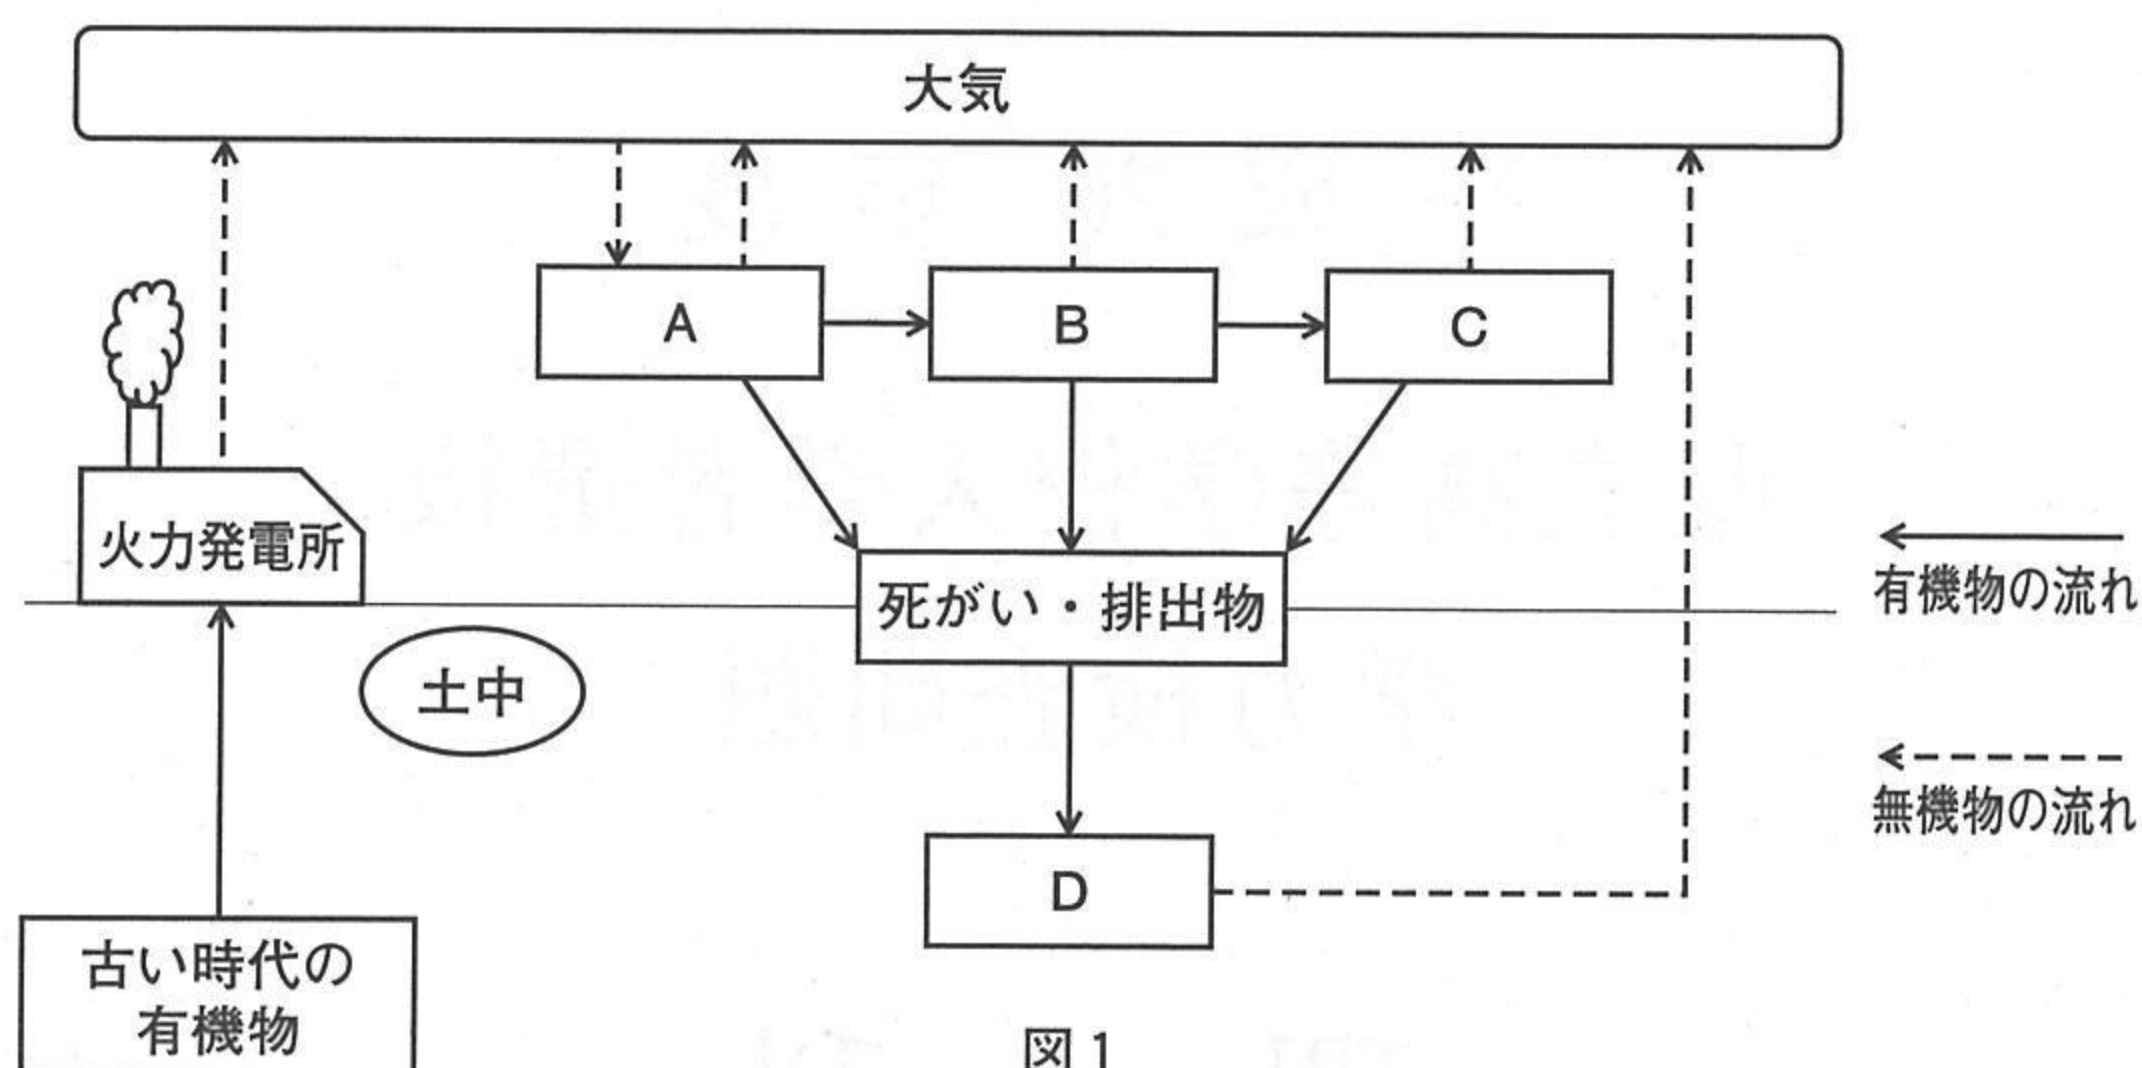 大気
A
B
C
火力発電所
死がい・排出物
有機物の流れ
土中
無機物の流れ
D
古い時代の
有機物
図1